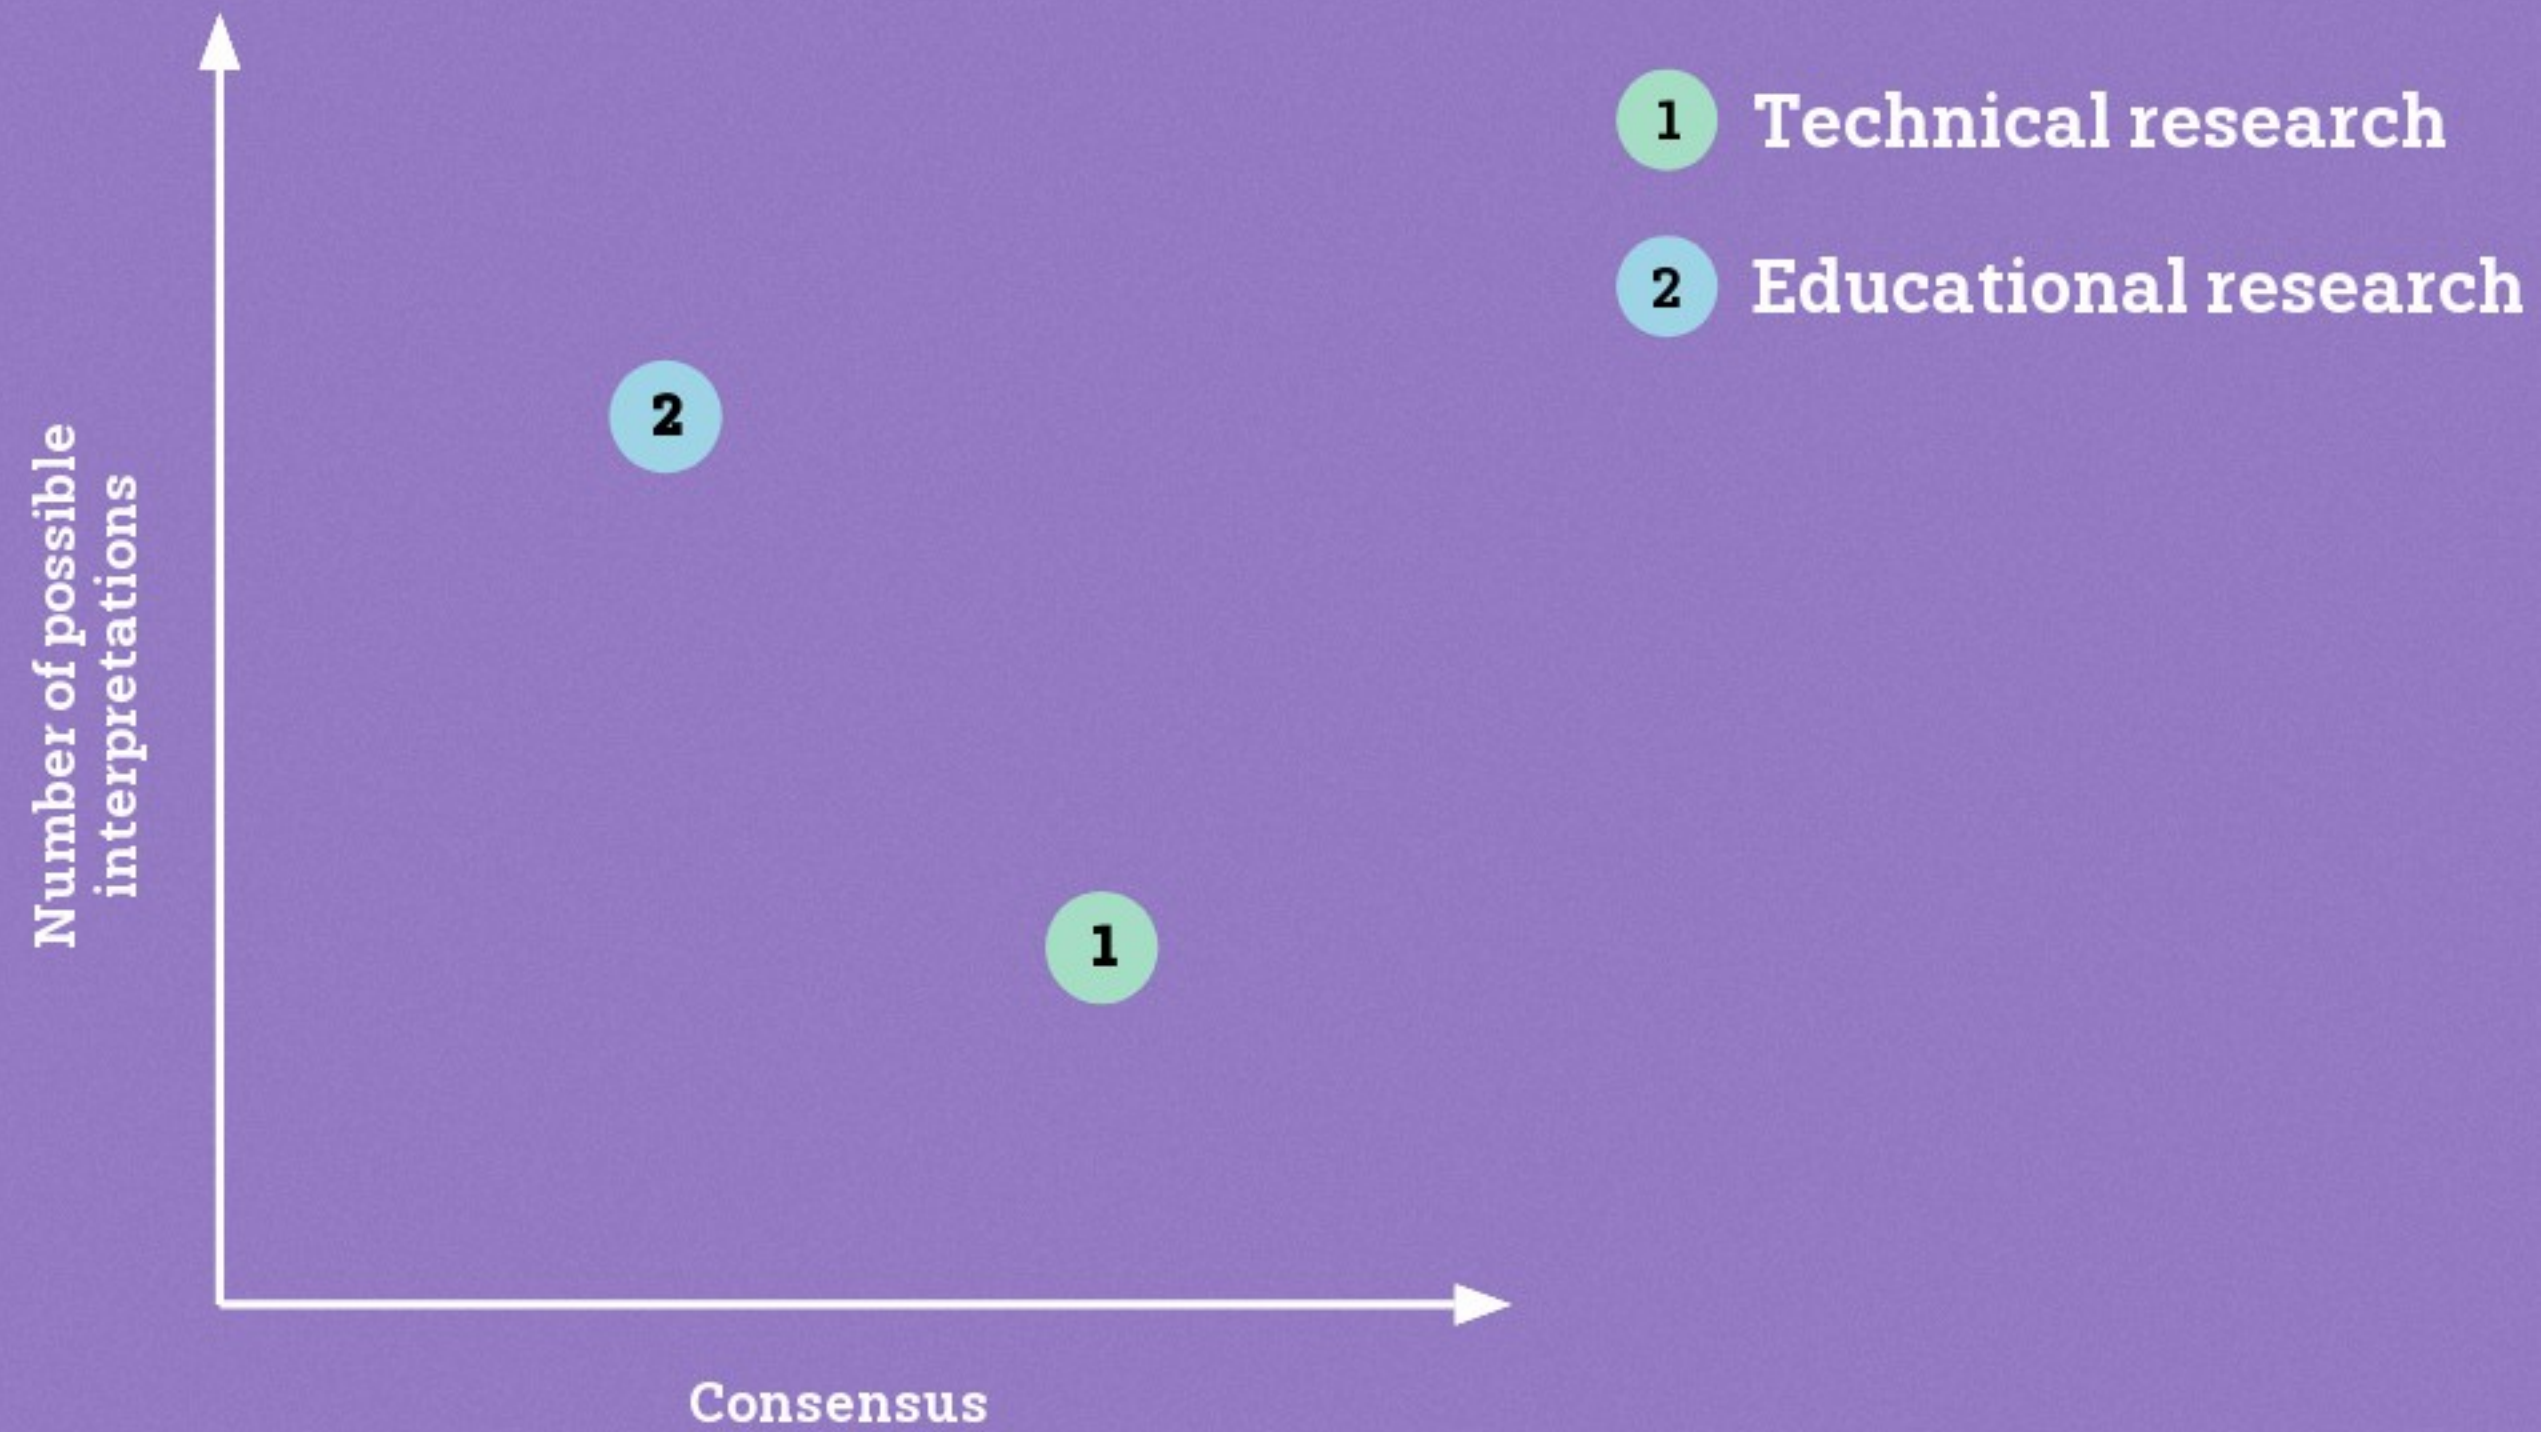 1 Technical research
2 Educational research
Number of possible
interpretations
2
1
Consensus